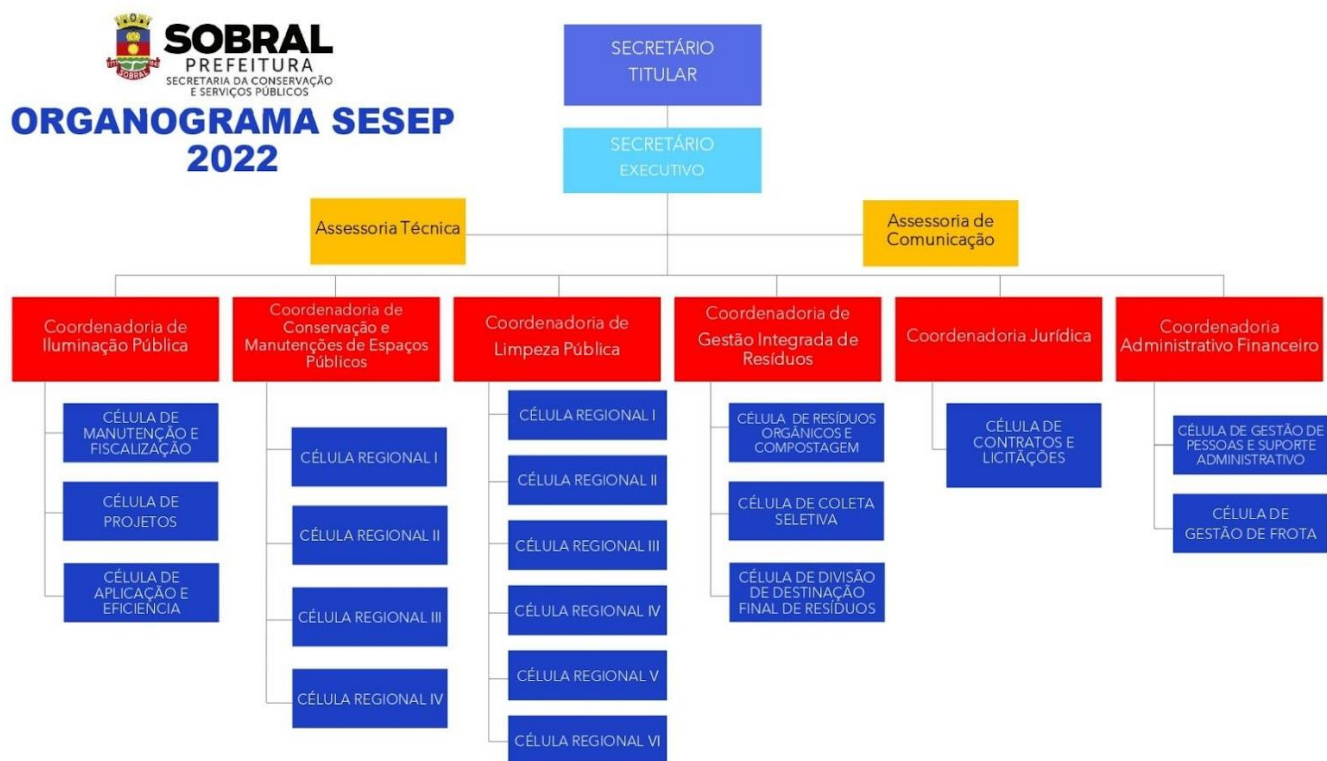 SOBRAL
PREFEITURA
SECRETARIA DA CONSERVAÇÃO
E SERVIÇOS PÚBLICOS
SOBRAL
ORGANOGRAMA SESEP
2022
SECRETÁRIO
TITULAR
SECRETÁRIO
EXECUTIVO
Assessoria Técnica
Assessoria de
Comunicação
Coordenadoria de
Iluminação Pública
Coordenadoria de
Conservação e
Manutenções de Espaços
Públicos
Coordenadoria de
Limpeza Pública
Coordenadoria de
Gestão Integrada de
Resíduos
Coordenadoria Jurídica
Coordenadoria
Administrativo Financeiro
CÉLULA DE
MANUTENÇÃO E
FISCALIZAÇÃO
CÉLULA DE
PROJETOS
CÉLULA DE
APLICAÇÃO E
EFICIÊNCIA
CÉLULA REGIONAL I
CÉLULA REGIONAL II
CÉLULA REGIONAL III
CÉLULA REGIONAL IV
CÉLULA REGIONAL I
CÉLULA REGIONAL II
CÉLULA REGIONAL III
CÉLULA REGIONAL IV
CÉLULA REGIONAL V
CÉLULA REGIONAL VI
CÉLULA DE RESÍDUOS
ORGÂNICOS E
COMPOSTAGEM
CÉLULA DE COLETA
SELETIVA
CÉLULA DE DIVISÃO
DE DESTINAÇÃO
FINAL DE RESÍDUOS
CÉLULA DE
CONTRATOS E
LICITAÇÕES
CÉLULA DE GESTÃO DE
PESSOAS E SUPORTE
ADMINISTRATIVO
CÉLULA DE
GESTÃO DE FROTA